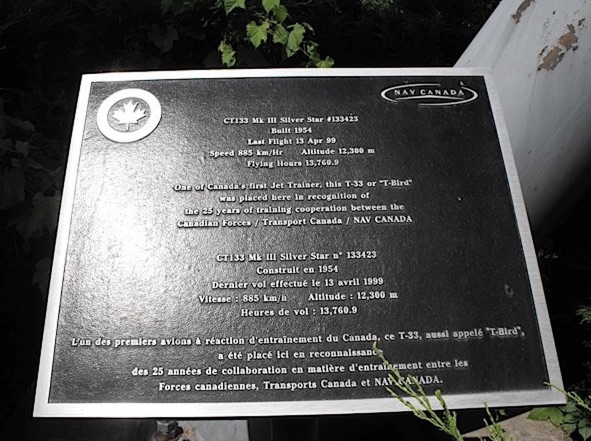 NAV CANADA
CT133 Mk III Silver Star #133423
Built 1954
Last Flight 13 Apr 99
Speed 885 km/Hr Altitude 12,300 m
Flying Hours 13,760.9
One of Canada's first Jet Trainer, this T-33 or "T-Bird"
was placed here in recognition of
the 25 years of training cooperation between the
Canadian Forces / Transport Canada / NAV CANADA
CT133 Mk III Silver Star n° 133423
Construit en 1954
Dernier vol effectué le 13 avril 1999
Vitesse : 885 km/h Altitude : 12,300 m
Heures de vol : 13,760.9
L'un des premiers avions à réaction d'entraînement du Canada, ce T-33, aussi appelé "T-Bird",
a été placé ici en reconnaissance
des 25 années de collaboration en matière d'entraînement entre les
Forces canadiennes, Transports Canada et NAV CANADA.